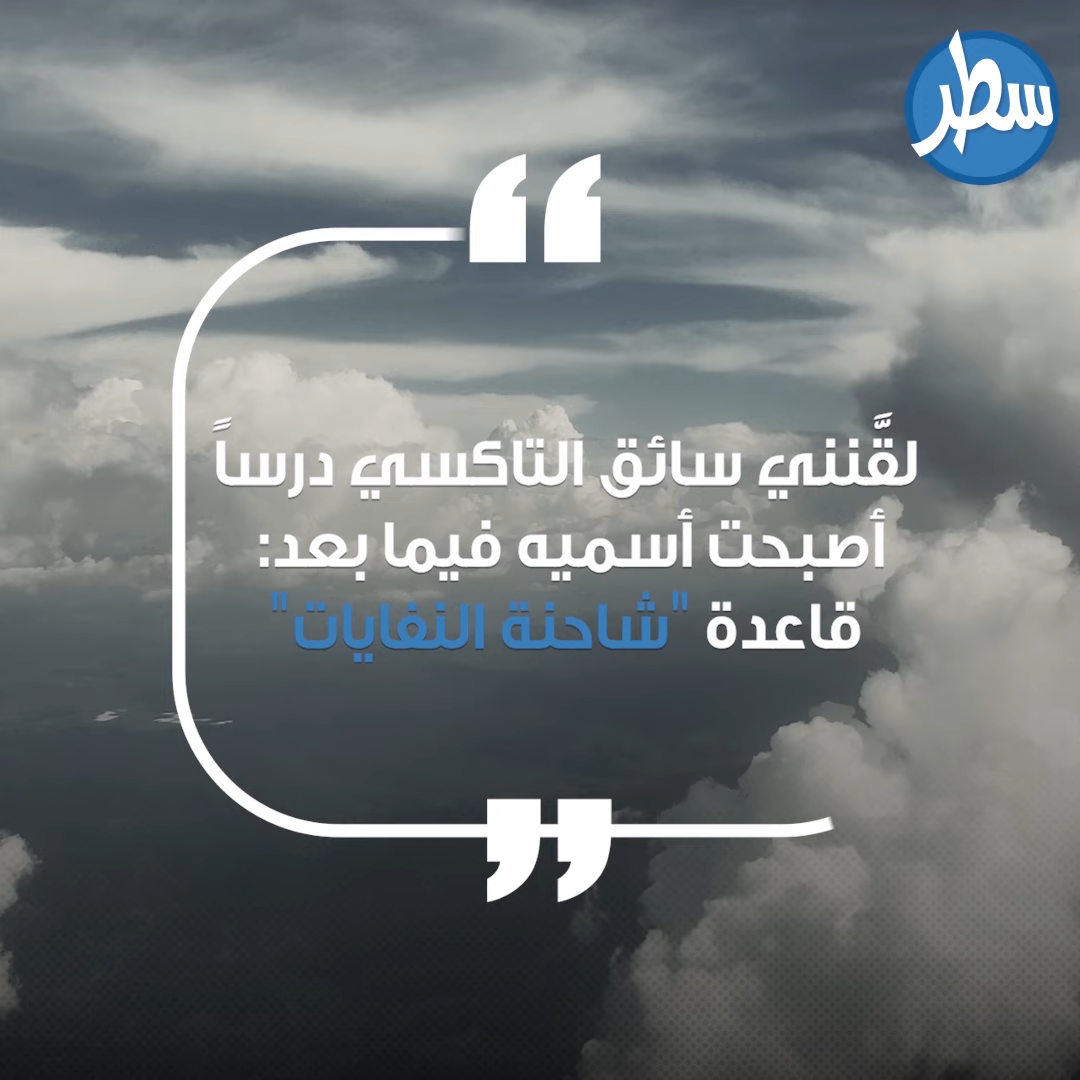 سطر
لقَّنني سائق التاكسي درساً
أصبحت أسميه فيما بعد:
قاعدة "شاحنة النفايات"